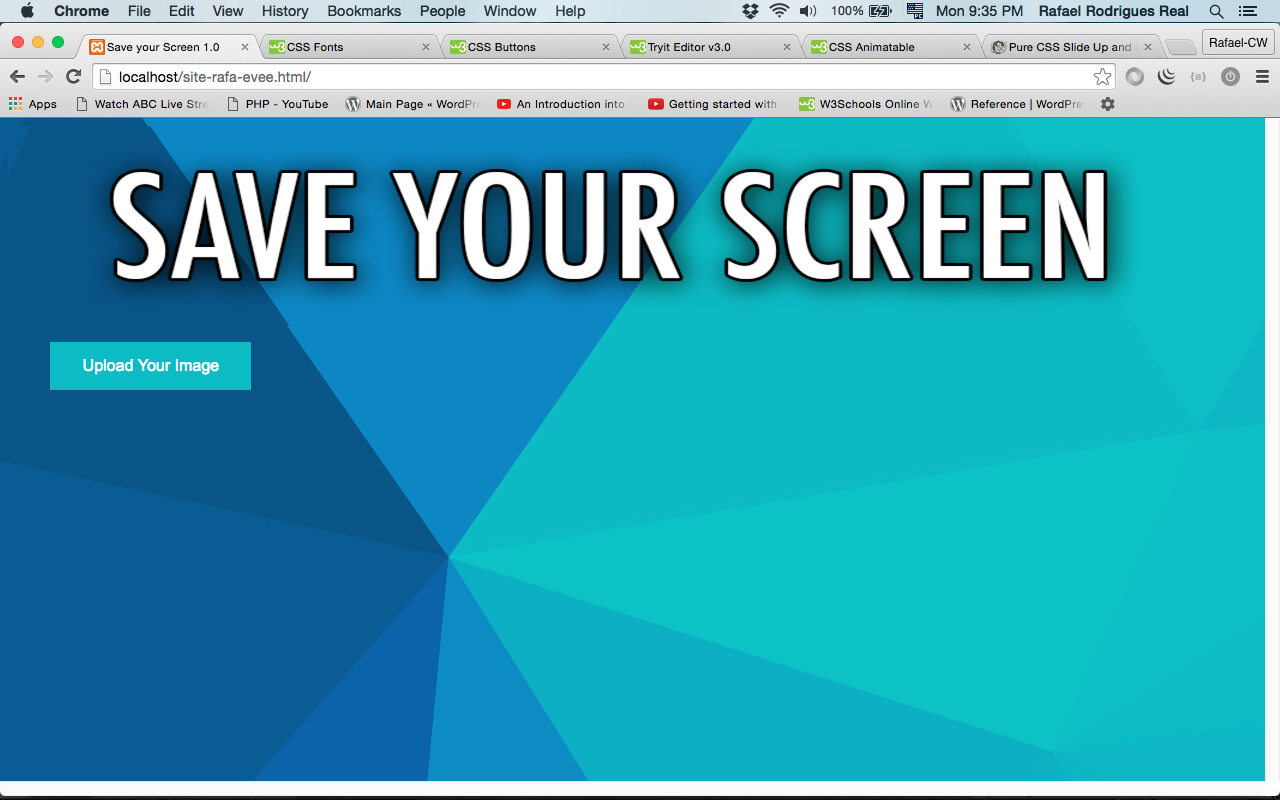 Chrome File Edit View History Bookmarks People Window Help 100% Mon 9:35 PM Rafael Rodrigues Real
Save your Screen 1.0 CSS Fonts CSS Buttons Tryit Editor v3.0 CSS Animatable Pure CSS Slide Up and Rafael-CW
localhost/site-rafa-evee.html/
Apps Watch ABC Live Stre PHP - YouTube Main Page « WordPr An Introduction into Getting started with W3Schools Online W Reference | WordPre
SAVE YOUR SCREEN
Upload Your Image